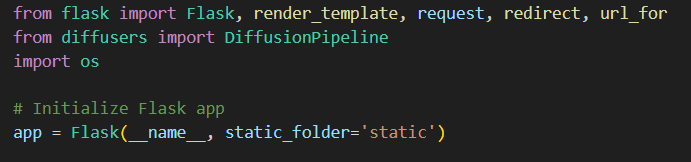 from flask import Flask, render_template, request, redirect, url_for
from diffusers import DiffusionPipeline
import os
# Initialize Flask app
app = Flask(__name__, static_folder='static')